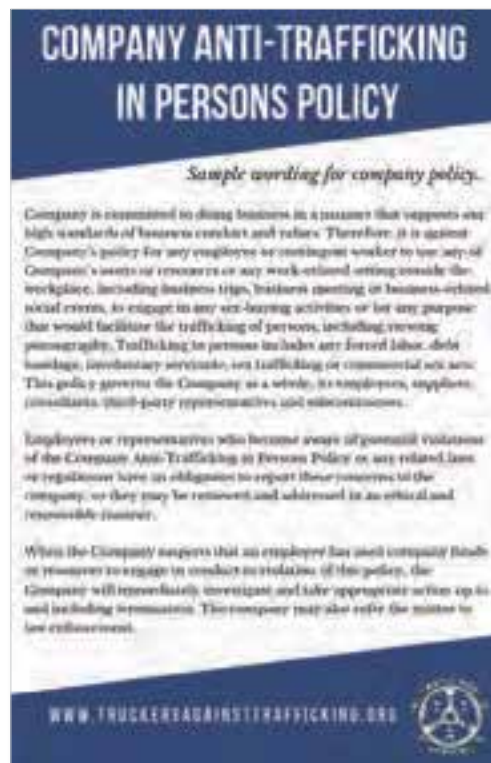 COMPANY ANTI-TRAFFICKING
IN PERSONS POLICY
Sample wording for company policy.
Company is committed to doing business in a manner that supports our
high standards of business conduct and values. Therefore, it is against
Company's policy for any employee or contingent worker to use any of
Company's assets or resources or any work-related setting outside the
workplace, including business trips, business meeting or business-related
social events, to engage in any sex-buying activities or for any purpose
that would facilitate the trafficking of persons, including viewing
pornography. Trafficking in persons includes any forced labor, debt
bondage, involuntary servitude, sex trafficking or commercial sex acts.
This policy governs the Company as a whole, its employees, suppliers,
consultants, third-party representatives and subcontractors.
Employees or representatives who become aware of potential violations
of the Company Anti-Trafficking in Persons Policy or any related laws
or regulations have an obligation to report these concerns to the
company, so they may be reviewed and addressed in an ethical and
responsible manner.
When the Company suspects that an employee has used company funds
or resources to engage in conduct in violation of this policy, the
Company will immediately investigate and take appropriate action up to
and including termination. The company may also refer the matter to
law enforcement.
WWW.TRUCKERSAGAINSTTRAFFICKING.ORG